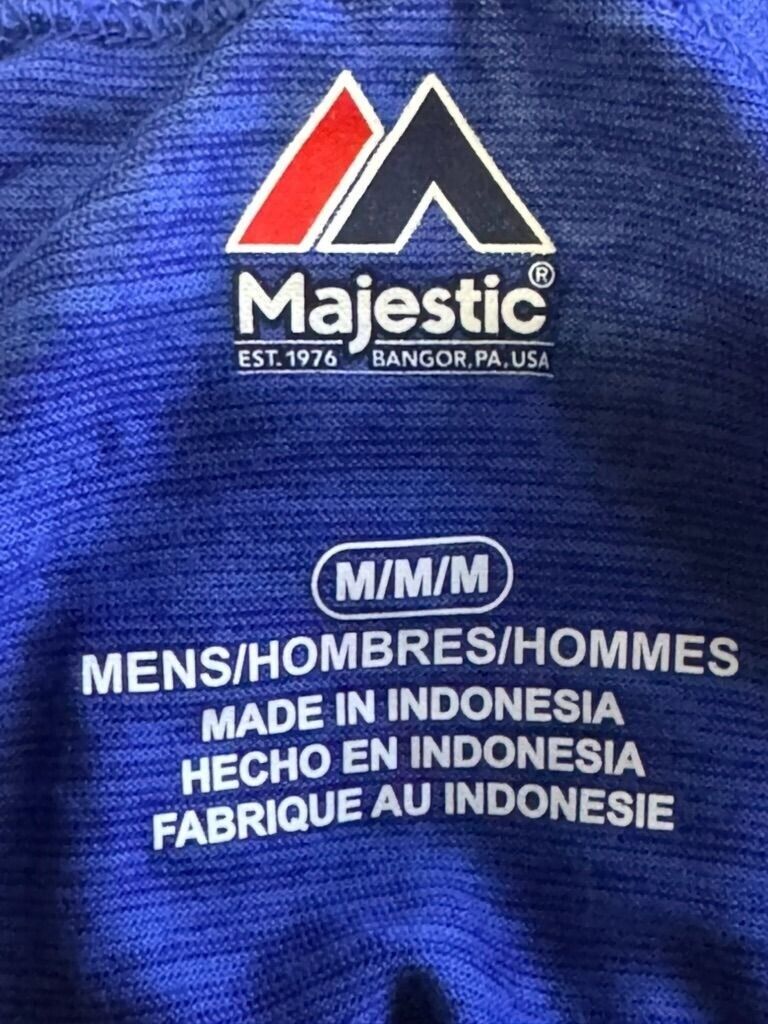 Majestic®
EST. 1976 BANGOR, PA, USA
M/M/M
MENS/HOMBRES/HOMMES
MADE IN INDONESIA
HECHO EN INDONESIA
FABRIQUE AU INDONESIE